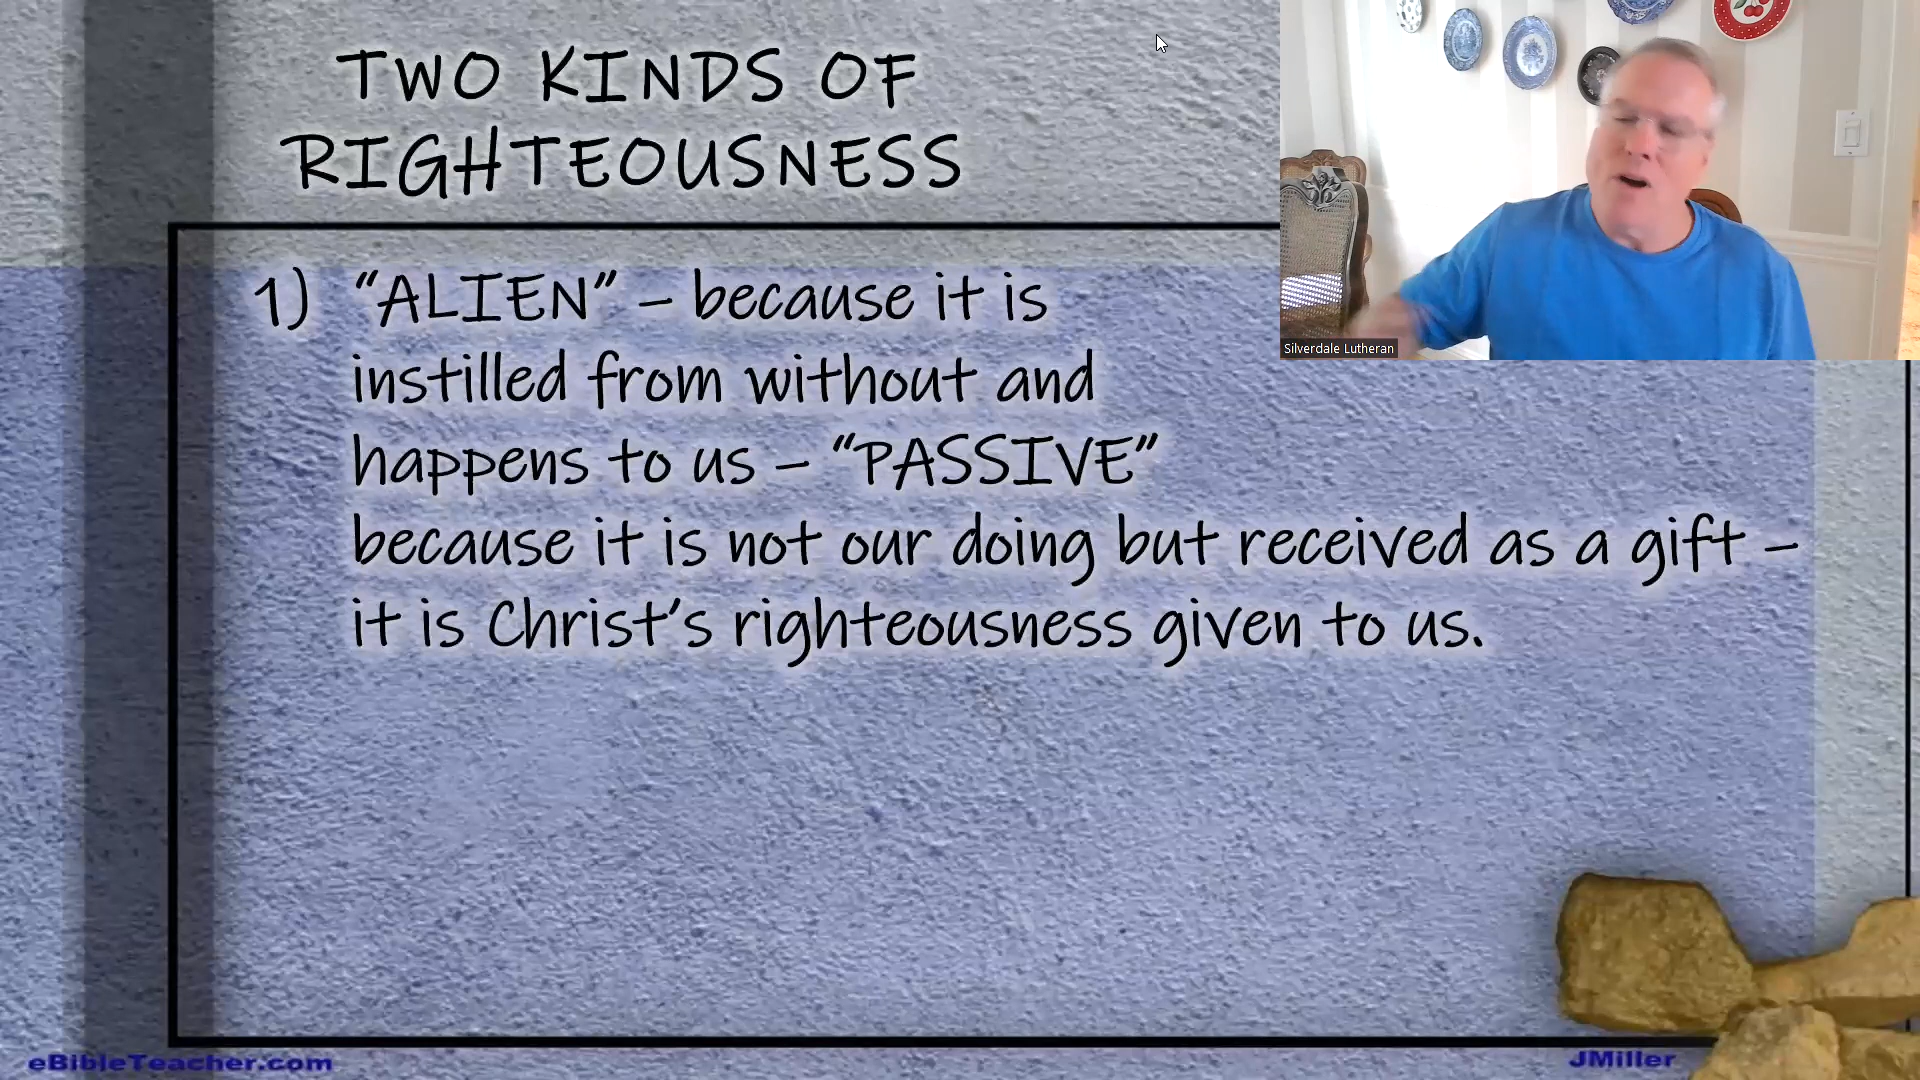 TWO KINDS OF
RIGHTEOUSNESS
1) “ALIEN” – because it is
instilled from without and
happens to us – “PASSIVE”
because it is not our doing but received as a gift –
it is Christ’s righteousness given to us.
Silverdale Lutheran
eBibleTeacher.com
JMiller